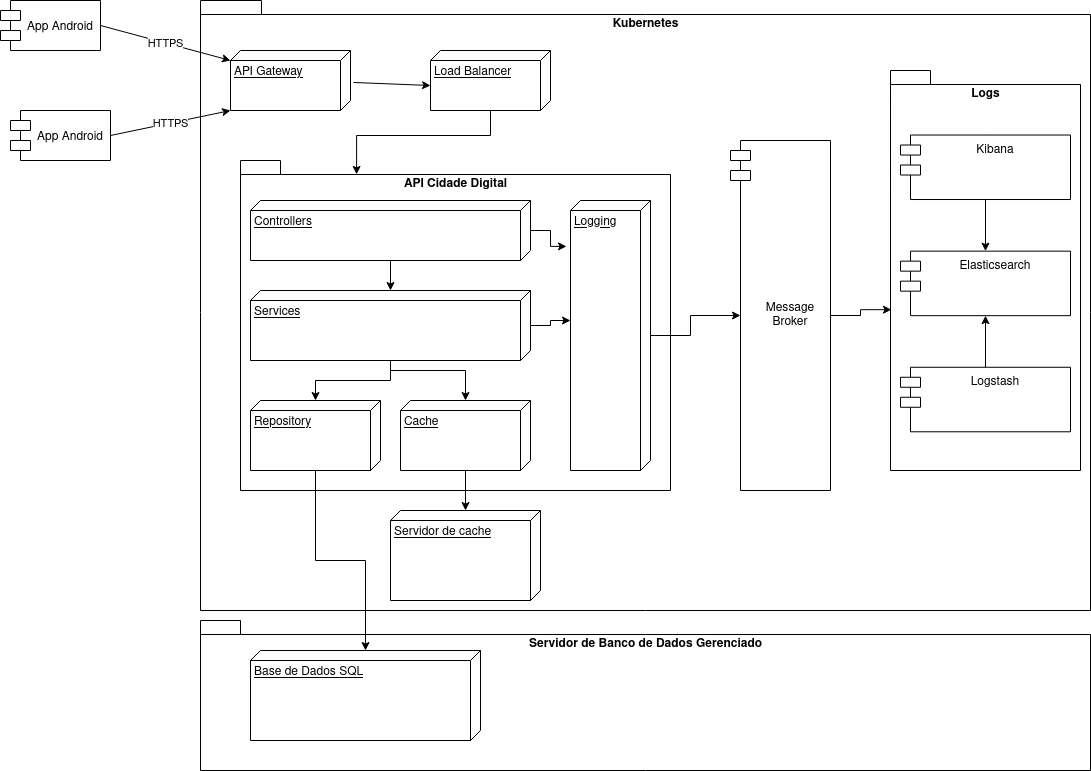 App Android
Kubernetes
HTTPS
API Gateway
Load Balancer
Logs
App Android
HTTPS
Kibana
API Cidade Digital
Controllers
Logging
Elasticsearch
Services
Message
Broker
Logstash
Repository
Cache
Servidor de cache
Servidor de Banco de Dados Gerenciado
Base de Dados SQL